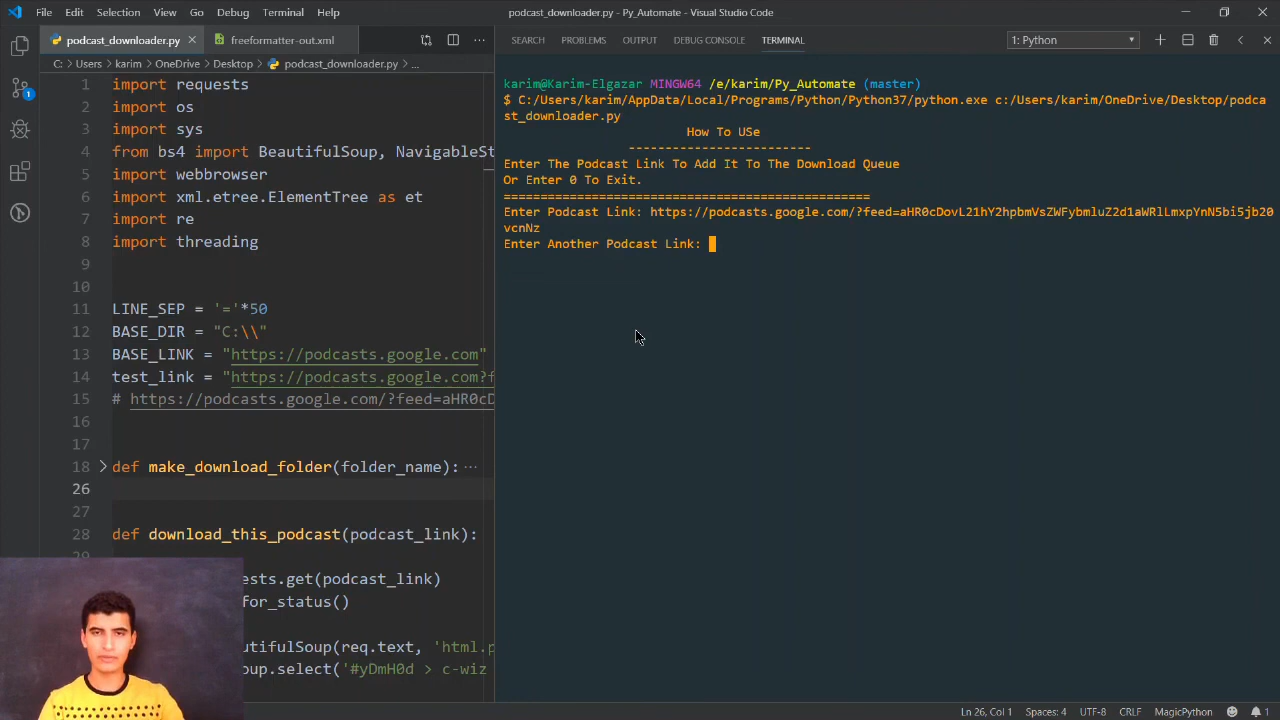 File Edit Selection View Go Debug Terminal Help
podcast_downloader.py - Py_Automate - Visual Studio Code
podcast_downloader.py
freeformatter-out.xml
C: > Users > karim > OneDrive > Desktop > podcast_downloader.py > ...
1 import requests
2 import os
3 import sys
4 from bs4 import BeautifulSoup, NavigableSt
5 import webbrowser
6 import xml.etree.ElementTree as et
7 import re
8 import threading
9
10
11 LINE_SEP = '='*50
12 BASE_DIR = "C:\\"
13 BASE_LINK = "https://podcasts.google.com"
14 test_link = "https://podcasts.google.com?f
15 # https://podcasts.google.com/?feed=aHR0cD
16
17
18 def make_download_folder(folder_name): ...
26
27
28 def download_this_podcast(podcast_link):
29
ests.get(podcast_link)
for_status()
utifulSoup(req.text, 'html.p
oup.select('#yDmH0d > c-wiz
SEARCH PROBLEMS OUTPUT DEBUG CONSOLE TERMINAL
1: Python
karim@Karim-Elgazar MINGW64 /e/karim/Py_Automate (master)
$ C:/Users/karim/AppData/Local/Programs/Python/Python37/python.exe c:/Users/karim/OneDrive/Desktop/podca
st_downloader.py
How To USe
-------------------------
Enter The Podcast Link To Add It To The Download Queue
Or Enter 0 To Exit.
==================================================
Enter Podcast Link: https://podcasts.google.com/?feed=aHR0cDovL21hY2hpbmVsZWFybmluZ2d1aWRlLmxpYnN5bi5jb20
vcnNz
Enter Another Podcast Link:
1
Ln 26, Col 1 Spaces: 4 UTF-8 CRLF MagicPython 1